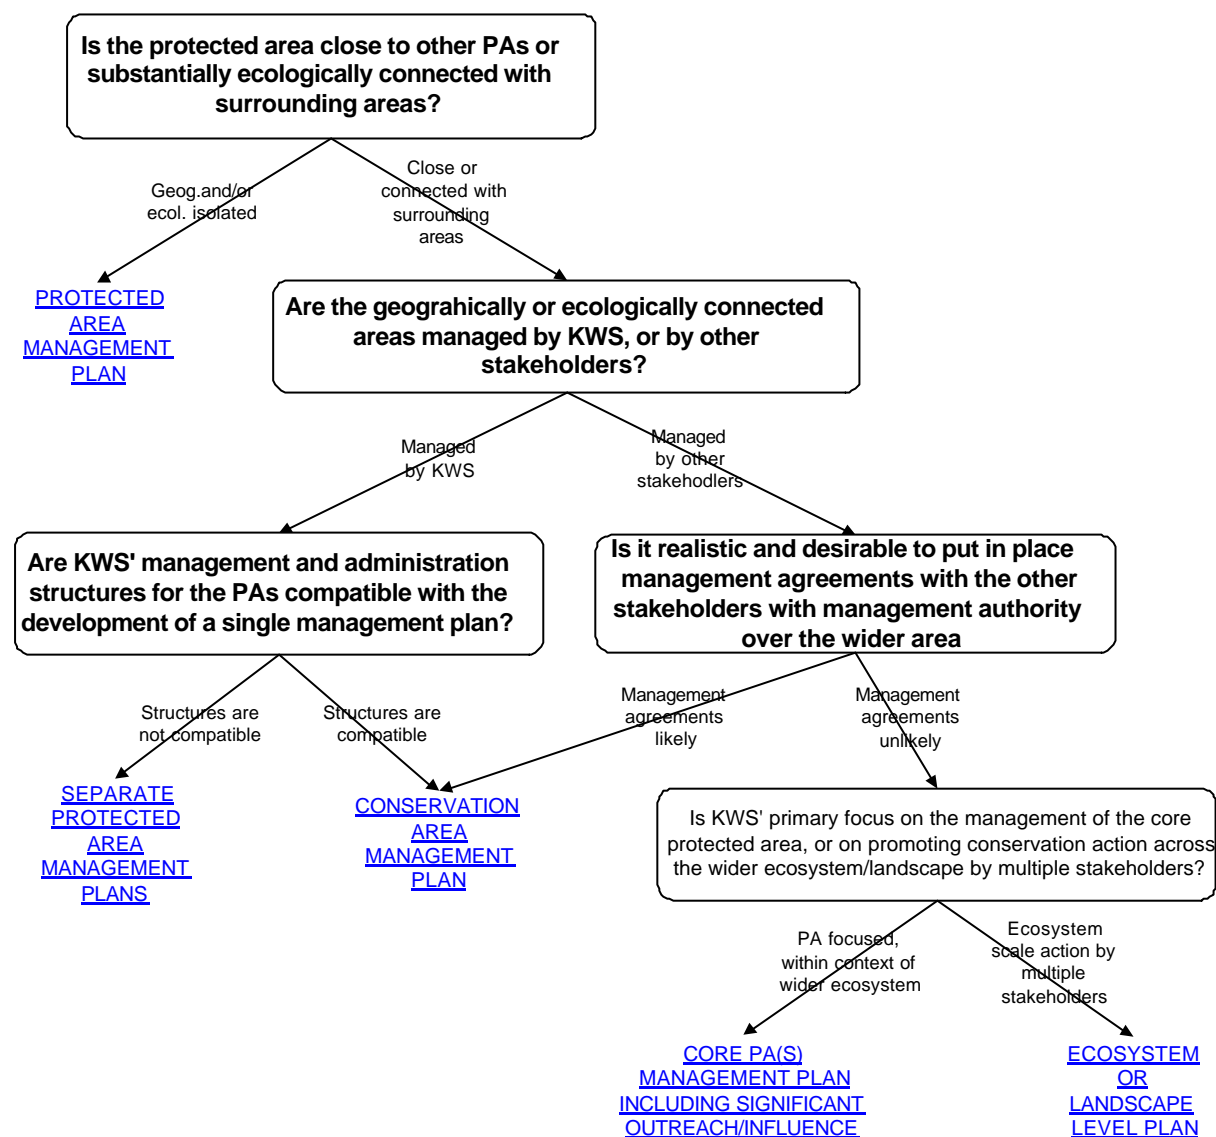 Is the protected area close to other PAs or
substantially ecologically connected with
surrounding areas?
Geog.and/or
ecol. isolated
Close or
connected with
surrounding
areas
PROTECTED
AREA
MANAGEMENT
PLAN
Are the geograhically or ecologically connected
areas managed by KWS, or by other
stakeholders?
Managed
by KWS
Managed
by other
stakehodlers
Are KWS' management and administration
structures for the PAs compatible with the
development of a single management plan?
Is it realistic and desirable to put in place
management agreements with the other
stakeholders with management authority
over the wider area
Structures are
not compatible
Structures are
compatible
Management
agreements
likely
Management
agreements
unlikely
SEPARATE
PROTECTED
AREA
MANAGEMENT
PLANS
CONSERVATION
AREA
MANAGEMENT
PLAN
Is KWS' primary focus on the management of the core
protected area, or on promoting conservation action across
the wider ecosystem/landscape by multiple stakeholders?
PA focused,
within context of
wider ecosystem
Ecosystem
scale action by
multiple
stakeholders
CORE PA(S)
MANAGEMENT PLAN
INCLUDING SIGNIFICANT
OUTREACH/INFLUENCE
ECOSYSTEM
OR
LANDSCAPE
LEVEL PLAN